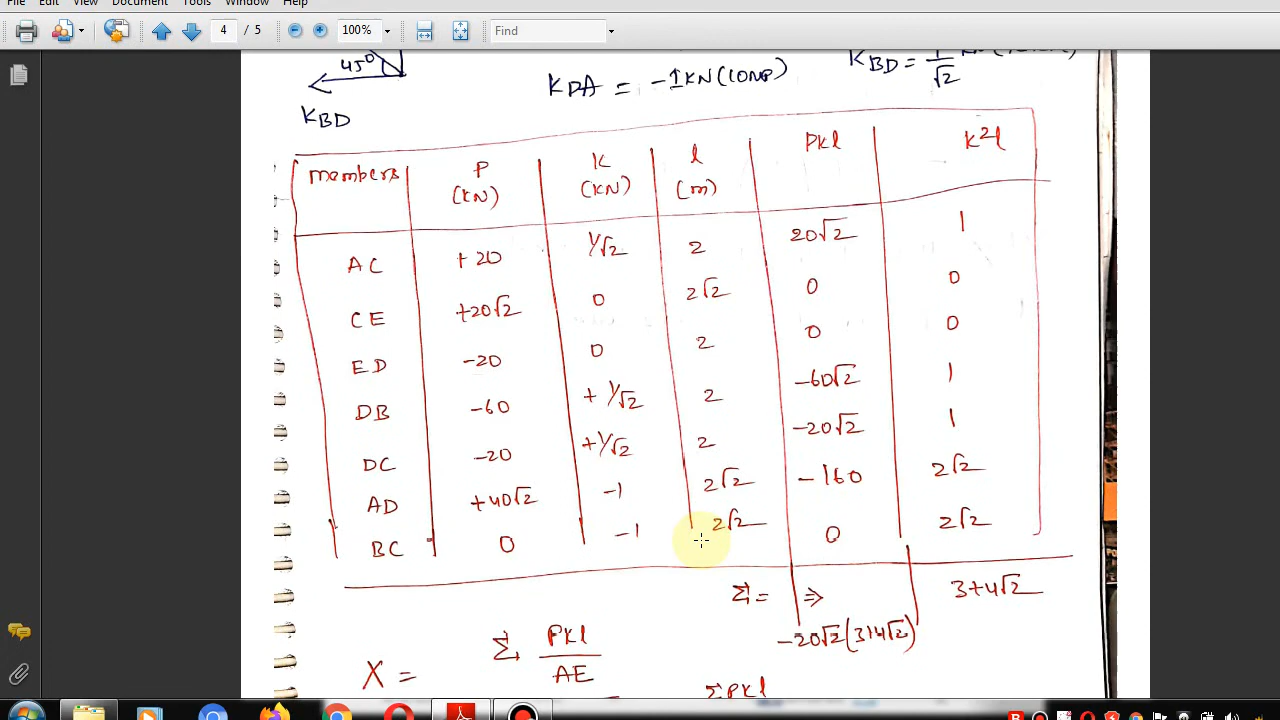 View Document Tools Window Help
4 / 5 100% Find
45°
KDA = -1KN(COMP)
KBD = 1/√2
KBD
members P (KN) K (KN) l (m) PKl K²l
AC +20 1/√2 2 20√2 1
CE +20√2 0 2√2 0 0
ED -20 0 2 0 0
DB -60 +1/√2 2 -60√2 1
DC -20 +1/√2 2 -20√2 1
AD +40√2 -1 2√2 -160 2√2
BC 0 -1 2√2 0 2√2
Σ = ⇒ 3+4√2
-20√2(3+4√2)
X = Σ PKl/AE
ΣPKl